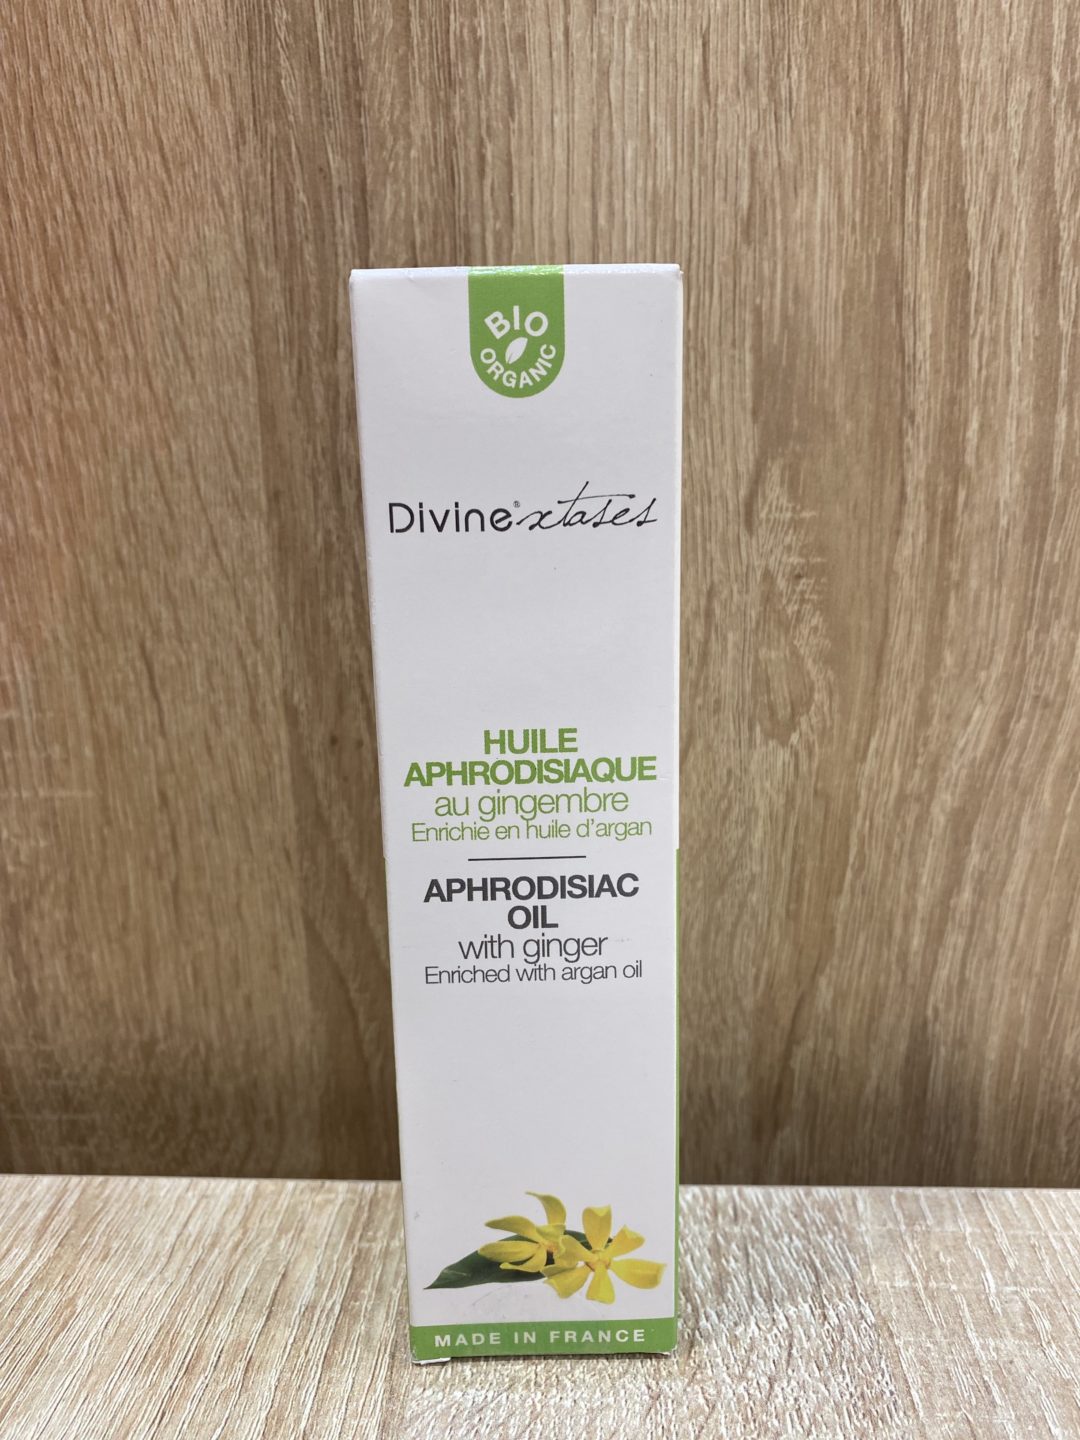 BIO
ORGANIC
Divine® xtases
HUILE
APHRODISIAQUE
au gingembre
Enrichie en huile d'argan
APHRODISIAC
OIL
with ginger
Enriched with argan oil
MADE IN FRANCE